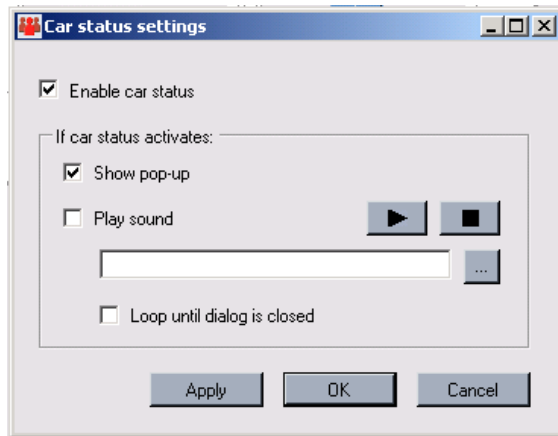 Car status settings
Enable car status
If car status activates:
Show pop-up
Play sound
...
Loop until dialog is closed
Apply OK Cancel